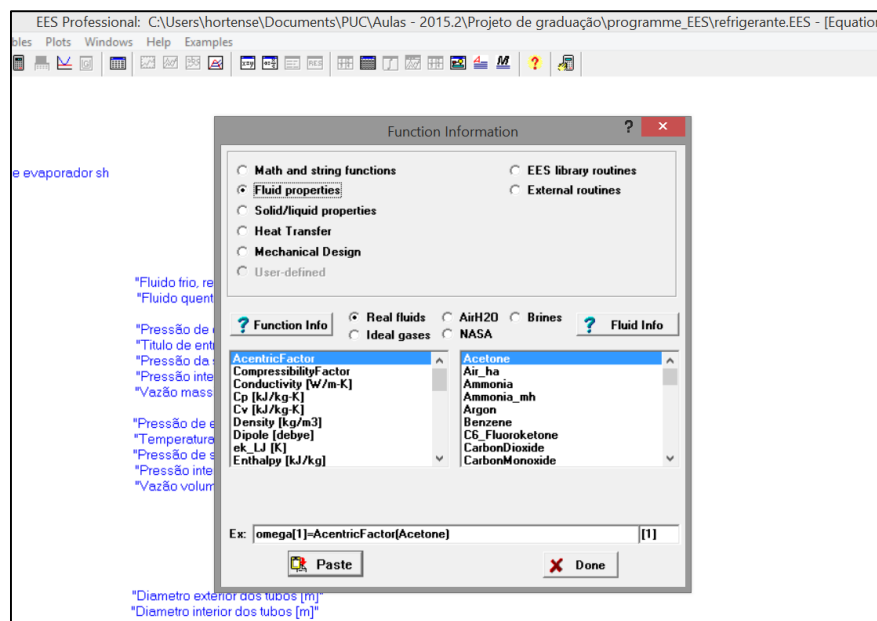 EES Professional: C:\Users\hortense\Documents\PUC\Aulas - 2015.2\Projeto de graduação\programme_EES\refrigerante.EES - [Equation
bles Plots Windows Help Examples
Function Information
?
e evaporador sh
Math and string functions
EES library routines
Fluid properties
External routines
Solid/liquid properties
Heat Transfer
Mechanical Design
User-defined
"Fluido frio, re
"Fluido quent
? Function Info
Real fluids
AirH2O
Brines
? Fluid Info
Ideal gases
NASA
"Pressão de
"Titulo de ent
"Pressão da s
"Pressão inte
"Vazão mass
AcentricFactor
CompressibilityFactor
Conductivity [W/m-K]
Cp [kJ/kg-K]
Cv [kJ/kg-K]
Density [kg/m3]
Dipole [debye]
ek_LJ [K]
Enthalpy [kJ/kg]
Acetone
Air_ha
Ammonia
Ammonia_mh
Argon
Benzene
C6_Fluoroketone
CarbonDioxide
CarbonMonoxide
"Pressão de e
"Temperatura
"Pressão de s
"Pressão inte
"Vazão volum
Ex: omega[1]=AcentricFactor(Acetone) [1]
Paste
Done
"Diametro exterior dos tubos [m]"
"Diametro interior dos tubos [m]"